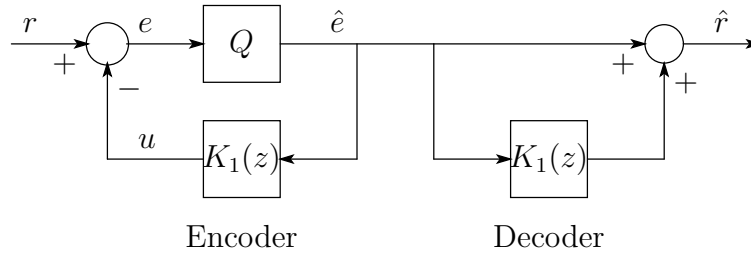 r e ê r̂
Q
+ +
− +
u K₁(z) K₁(z)
Encoder Decoder